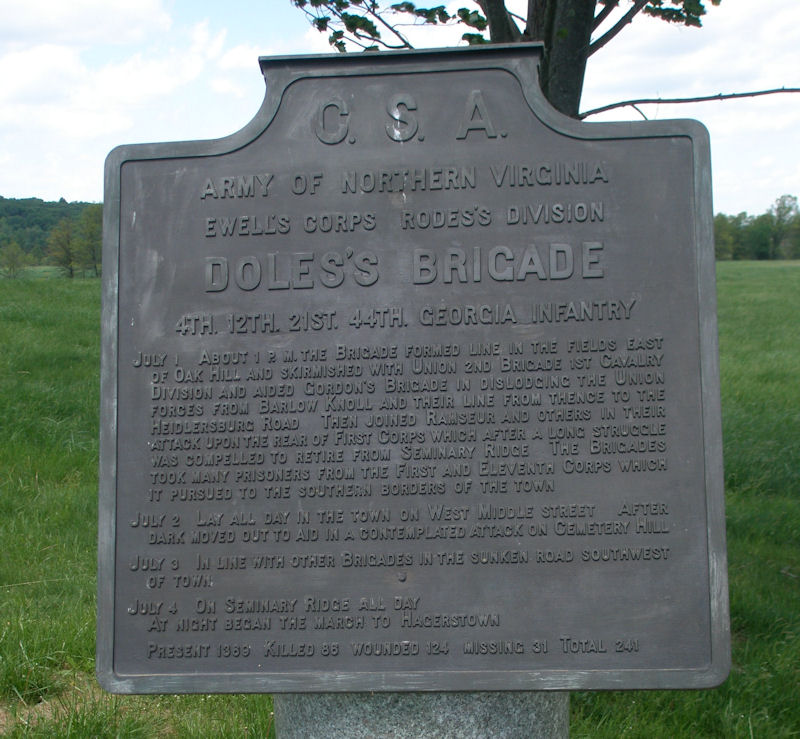 C. S. A.
ARMY OF NORTHERN VIRGINIA
EWELL'S CORPS RODES'S DIVISION
DOLES'S BRIGADE
4TH. 12TH. 21ST. 44TH. GEORGIA INFANTRY
JULY 1 ABOUT 1 P.M. THE BRIGADE FORMED LINE IN THE FIELDS EAST
OF OAK HILL AND SKIRMISHED WITH UNION 2ND BRIGADE 1ST CAVALRY
DIVISION AND AIDED GORDON'S BRIGADE IN DISLODGING THE UNION
FORCES FROM BARLOW KNOLL AND THEIR LINE FROM THENCE TO THE
HEIDLERSBURG ROAD THEN JOINED RAMSEUR AND OTHERS IN THEIR
ATTACK UPON THE REAR OF FIRST CORPS WHICH AFTER A LONG STRUGGLE
WAS COMPELLED TO RETIRE FROM SEMINARY RIDGE THE BRIGADES
TOOK MANY PRISONERS FROM THE FIRST AND ELEVENTH CORPS WHICH
IT PURSUED TO THE SOUTHERN BORDERS OF THE TOWN
JULY 2 LAY ALL DAY IN THE TOWN ON WEST MIDDLE STREET AFTER
DARK MOVED OUT TO AID IN A CONTEMPLATED ATTACK ON CEMETERY HILL
JULY 3 IN LINE WITH OTHER BRIGADES IN THE SUNKEN ROAD SOUTHWEST
OF TOWN
JULY 4 ON SEMINARY RIDGE ALL DAY
AT NIGHT BEGAN THE MARCH TO HAGERSTOWN
PRESENT 1369 KILLED 86 WOUNDED 124 MISSING 31 TOTAL 241